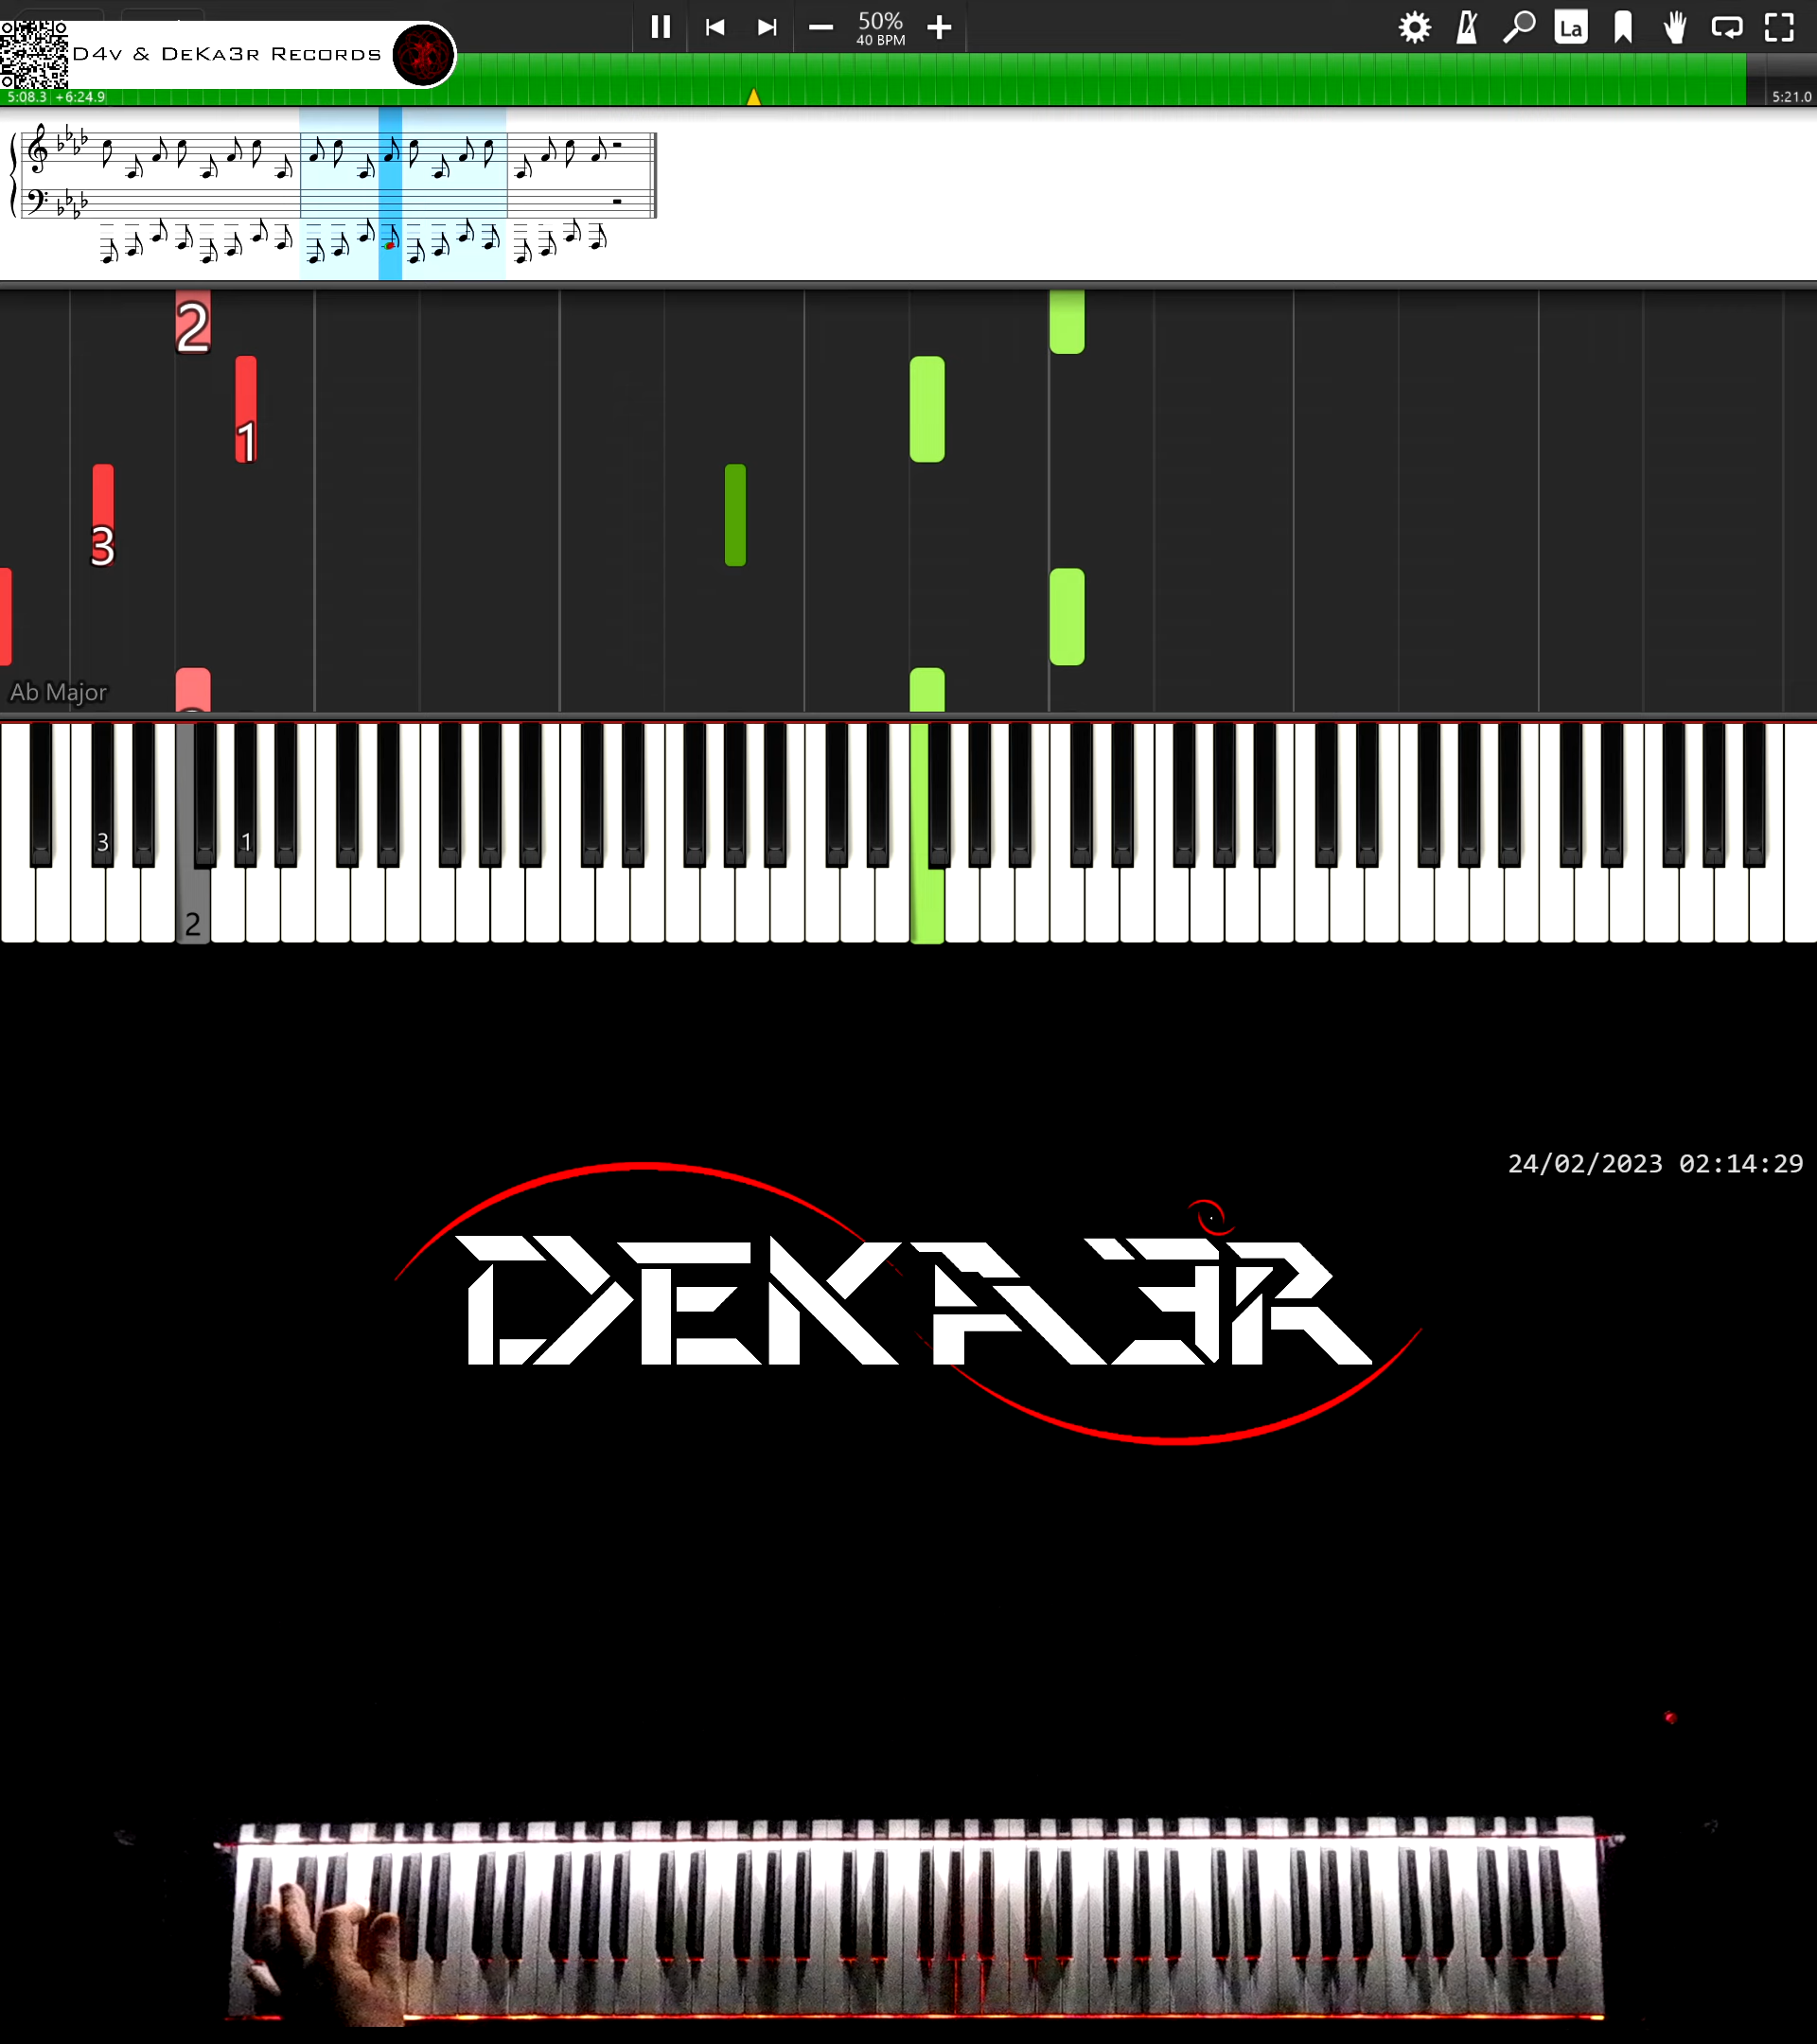 50%
40 BPM
La
D4v & DeKa3r Records
5:08.3 +6:24.9
5:21.0
2
1
3
Ab Major
3
1
2
24/02/2023 02:14:29
DEKA3R